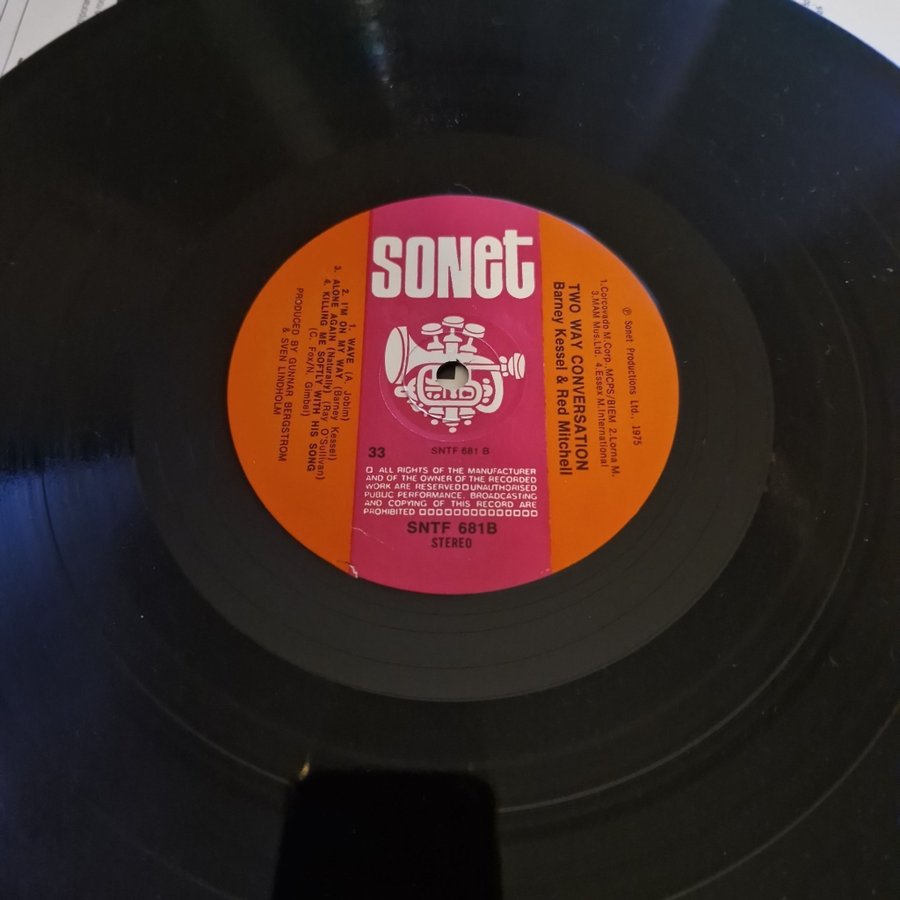 SONET
33
SNTF 681 B
ALL RIGHTS OF THE MANUFACTURER
AND OF THE OWNER OF THE RECORDED
WORK ARE RESERVED UNAUTHORISED
PUBLIC PERFORMANCE, BROADCASTING
AND COPYING OF THIS RECORD ARE
PROHIBITED
SNTF 681B
STEREO
℗ Sonet Productions Ltd., 1975
1.Corcovado M.Corp. MCPS/BIEM 2.Lorna M.
3.MAM Mus.Ltd. 4.Essex M.International
TWO WAY CONVERSATION
Barney Kessel & Red Mitchell
1. WAVE (A. Jobim)
2. I'M ON MY WAY (Barney Kessel)
3. ALONE AGAIN (Naturally) (Ray O'Sullivan)
4. KILLING ME SOFTLY WITH HIS SONG
(C. Fox/N. Gimbel)
PRODUCED BY GUNNAR BERGSTROM
& SVEN LINDHOLM